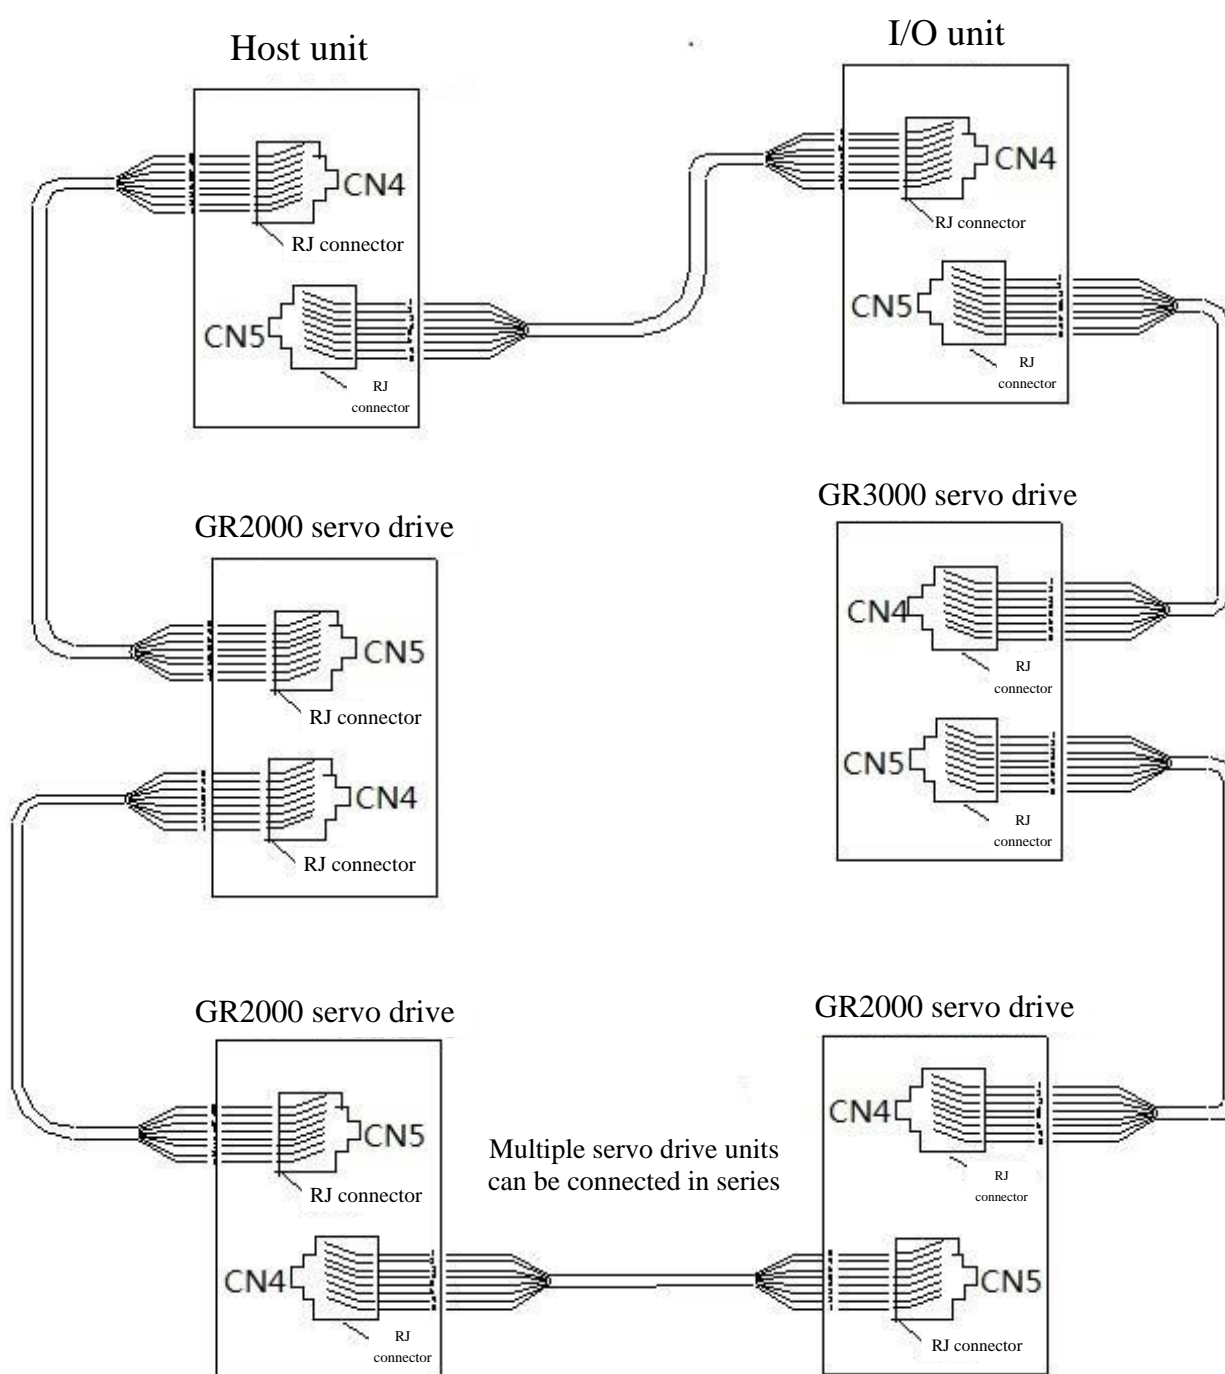 Host unit
I/O unit
CN4
RJ connector
CN5
RJ
connector
CN4
RJ connector
CN5
RJ
connector
GR2000 servo drive
CN5
RJ connector
CN4
RJ connector
GR3000 servo drive
CN4
RJ
connector
CN5
RJ
connector
GR2000 servo drive
CN5
RJ connector
CN4
RJ
connector
Multiple servo drive units
can be connected in series
GR2000 servo drive
CN4
RJ
connector
CN5
RJ connector